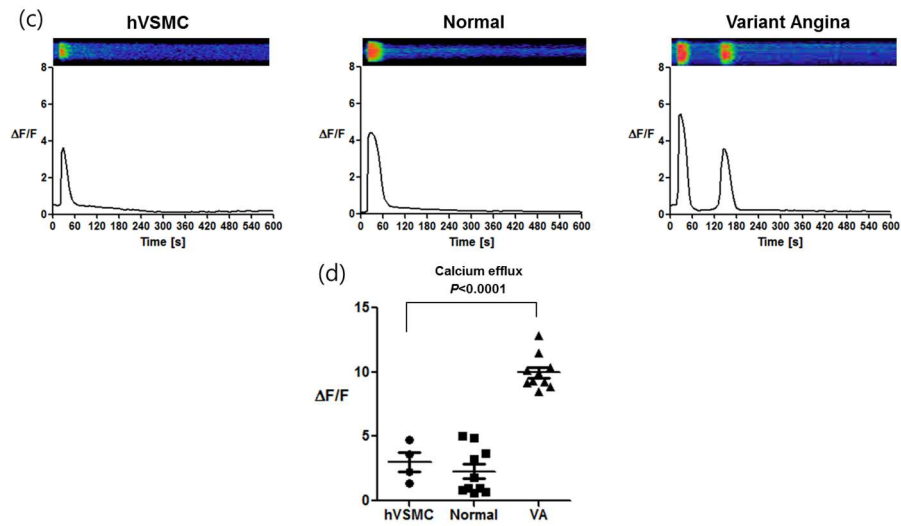 (c)
hVSMC
Normal
Variant Angina
8
6
ΔF/F
4
2
0
0 60 120 180 240 300 360 420 480 540 600
Time [s]
8
6
ΔF/F
4
2
0
0 60 120 180 240 300 360 420 480 540 600
Time [s]
8
6
ΔF/F
4
2
0
0 60 120 180 240 300 360 420 480 540 600
Time [s]
(d)
Calcium efflux
P<0.0001
15
10
ΔF/F
5
0
hVSMC Normal VA